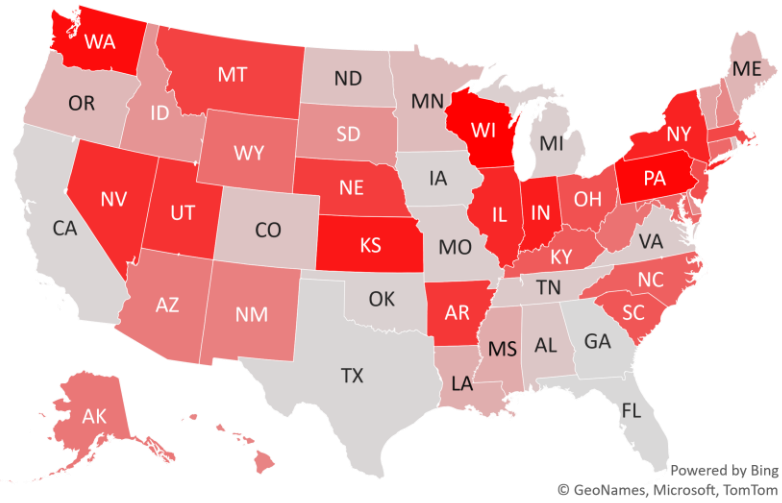 WA
MT
ND
MN
ME
OR
ID
SD
WI
MI
NY
WY
IA
PA
NE
NV
UT
IL
IN
OH
CA
CO
KS
MO
KY
VA
AZ
NM
OK
AR
TN
NC
SC
MS
AL
GA
TX
LA
AK
FL
Powered by Bing
© GeoNames, Microsoft, TomTom